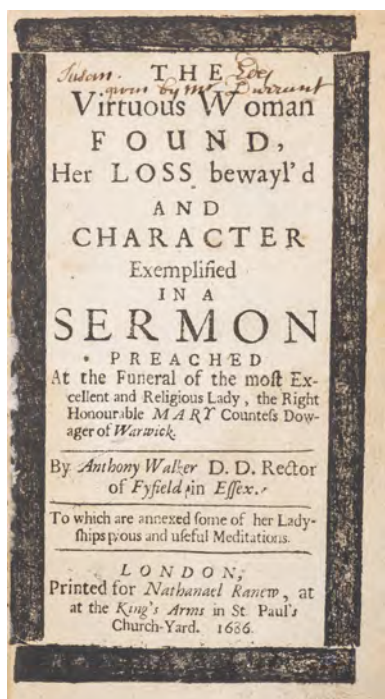 THE
Susan. Ede
given by mr Durrant
Virtuous Woman
FOUND,
Her LOSS bewayl'd
AND
CHARACTER
Exemplified
IN A
SERMON
PREACHED
At the Funeral of the moſt Ex-
cellent and Religious Lady, the Right
Honourable MARY Counteſs Dow-
ager of Warwick.
By Anthony Walker D. D. Rector
of Fyfield in Eſſex.
To which are annexed ſome of her Lady-
ſhips pious and uſeful Meditations.
LONDON,
Printed for Nathanael Ranew, at
at the King's Arms in St. Paul's
Church-Yard. 1686.